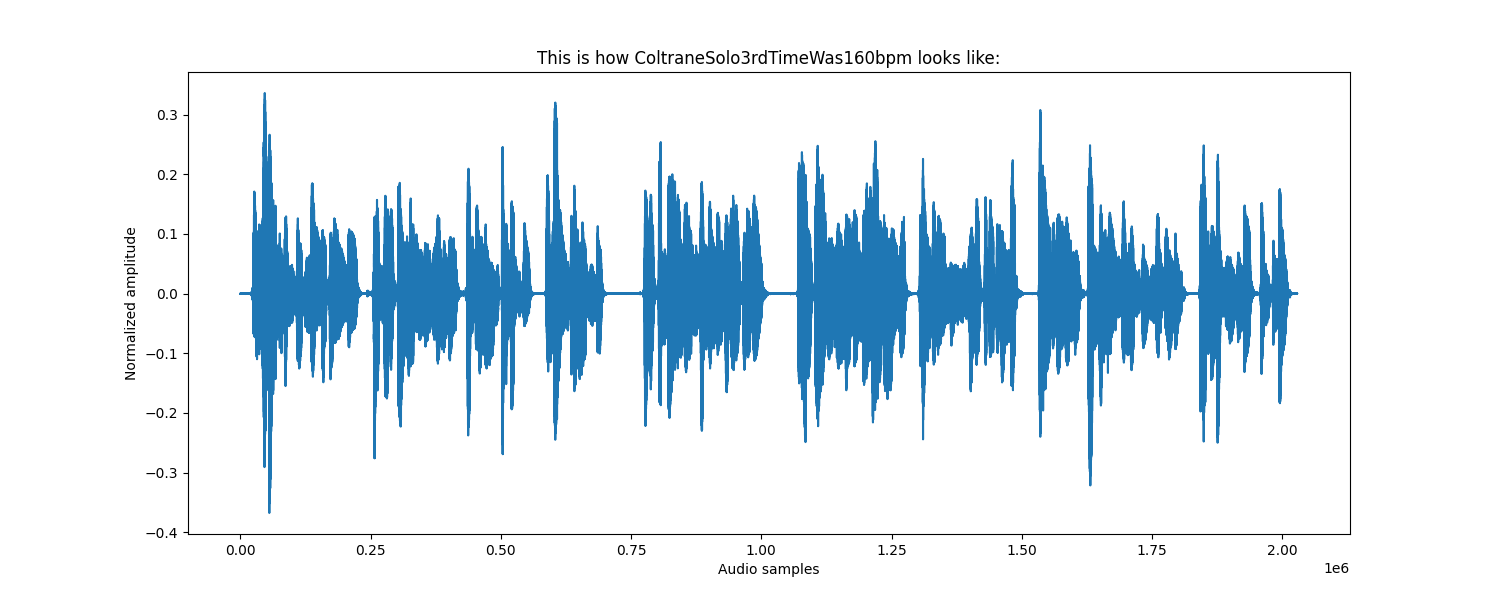 This is how ColtraneSolo3rdTimeWas160bpm looks like:
Normalized amplitude
0.3
0.2
0.1
0.0
−0.1
−0.2
−0.3
−0.4
0.00 0.25 0.50 0.75 1.00 1.25 1.50 1.75 2.00
1e6
Audio samples